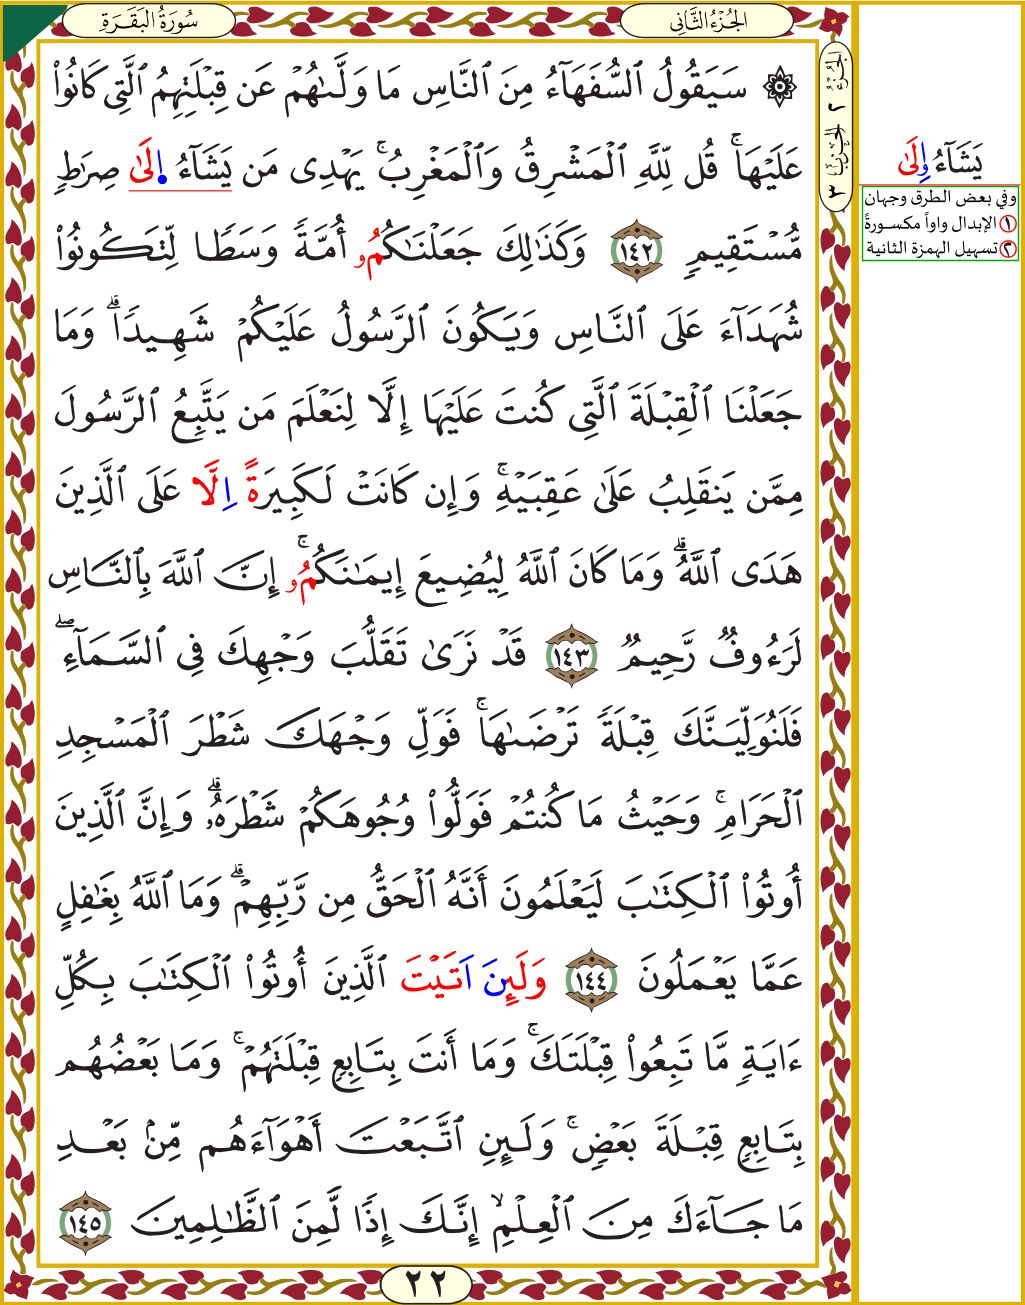 سُورَةُ الْبَقَرَةِ
الجُزْءُ الثَّانِي
۞ سَيَقُولُ ٱلسُّفَهَآءُ مِنَ ٱلنَّاسِ مَا وَلَّىٰهُمْ عَن قِبْلَتِهِمُ ٱلَّتِى كَانُوا۟
عَلَيْهَا ۚ قُل لِّلَّهِ ٱلْمَشْرِقُ وَٱلْمَغْرِبُ ۚ يَهْدِى مَن يَشَآءُ اِ۪لَىٰ صِرَٰطٍ
مُّسْتَقِيمٍ ١٤٢ وَكَذَٰلِكَ جَعَلْنَٰكُمُۥ أُمَّةً وَسَطًا لِّتَكُونُوا۟
شُهَدَآءَ عَلَى ٱلنَّاسِ وَيَكُونَ ٱلرَّسُولُ عَلَيْكُمْ شَهِيدًا ۗ وَمَا
جَعَلْنَا ٱلْقِبْلَةَ ٱلَّتِى كُنتَ عَلَيْهَا إِلَّا لِنَعْلَمَ مَن يَتَّبِعُ ٱلرَّسُولَ
مِمَّن يَنقَلِبُ عَلَىٰ عَقِبَيْهِ ۚ وَإِن كَانَتْ لَكَبِيرَةً اِلَّا عَلَى ٱلَّذِينَ
هَدَى ٱللَّهُ ۗ وَمَا كَانَ ٱللَّهُ لِيُضِيعَ إِيمَٰنَكُمُۥ ۚ إِنَّ ٱللَّهَ بِٱلنَّاسِ
لَرَءُوفٌ رَّحِيمٌ ١٤٣ قَدْ نَرَىٰ تَقَلُّبَ وَجْهِكَ فِى ٱلسَّمَآءِ ۖ
فَلَنُوَلِّيَنَّكَ قِبْلَةً تَرْضَىٰهَا ۚ فَوَلِّ وَجْهَكَ شَطْرَ ٱلْمَسْجِدِ
ٱلْحَرَامِ ۚ وَحَيْثُ مَا كُنتُمْ فَوَلُّوا۟ وُجُوهَكُمْ شَطْرَهُۥ ۗ وَإِنَّ ٱلَّذِينَ
أُوتُوا۟ ٱلْكِتَٰبَ لَيَعْلَمُونَ أَنَّهُ ٱلْحَقُّ مِن رَّبِّهِمْ ۗ وَمَا ٱللَّهُ بِغَٰفِلٍ
عَمَّا يَعْمَلُونَ ١٤٤ وَلَئِنَ اَتَيْتَ ٱلَّذِينَ أُوتُوا۟ ٱلْكِتَٰبَ بِكُلِّ
ءَايَةٍ مَّا تَبِعُوا۟ قِبْلَتَكَ ۚ وَمَا أَنتَ بِتَابِعٍ قِبْلَتَهُمْ ۚ وَمَا بَعْضُهُم
بِتَابِعٍ قِبْلَةَ بَعْضٍ ۚ وَلَئِنِ ٱتَّبَعْتَ أَهْوَآءَهُم مِّنۢ بَعْدِ
مَا جَآءَكَ مِنَ ٱلْعِلْمِ ۙ إِنَّكَ إِذًا لَّمِنَ ٱلظَّٰلِمِينَ ١٤٥
٢٢
الجُزْءُ ٢ الحِزْبُ ٣
يَشَآءُ وِلَىٰ
وفي بعض الطرق وجهان
١ الإبدال واواً مكسورةً
٢ تسهيل الهمزة الثانية